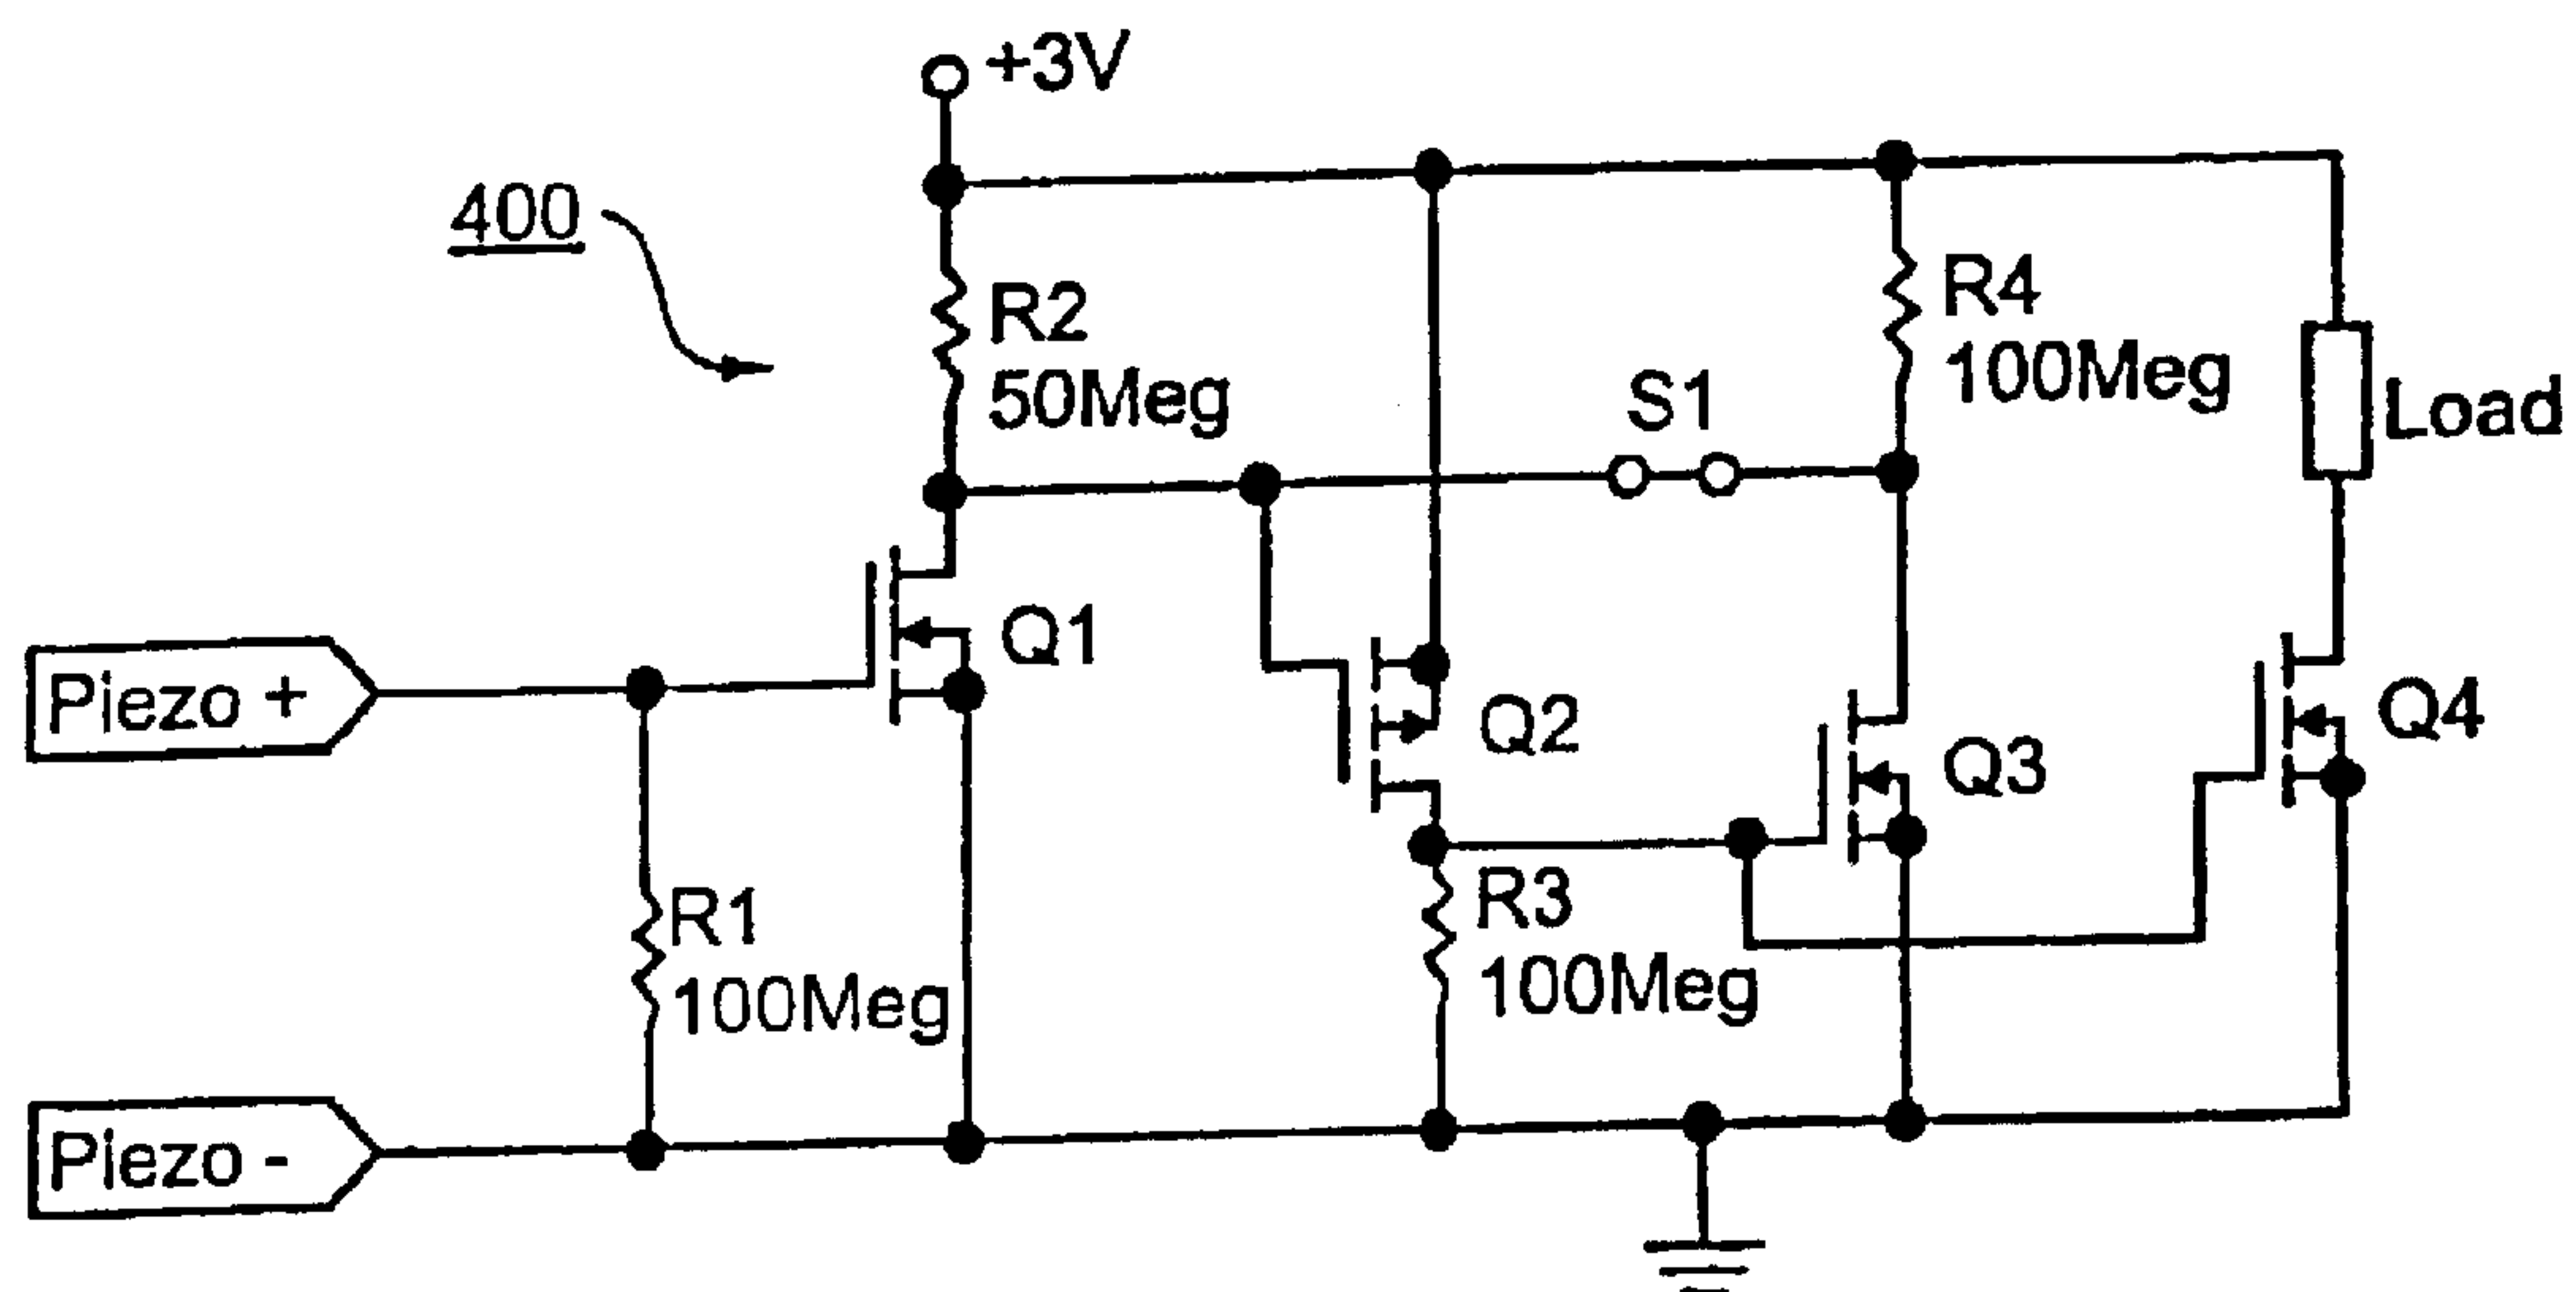 +3V
400
R2
50Meg
R4
100Meg
S1
Load
Q1
Piezo +
Q2
Q3
Q4
R1
100Meg
R3
100Meg
Piezo -